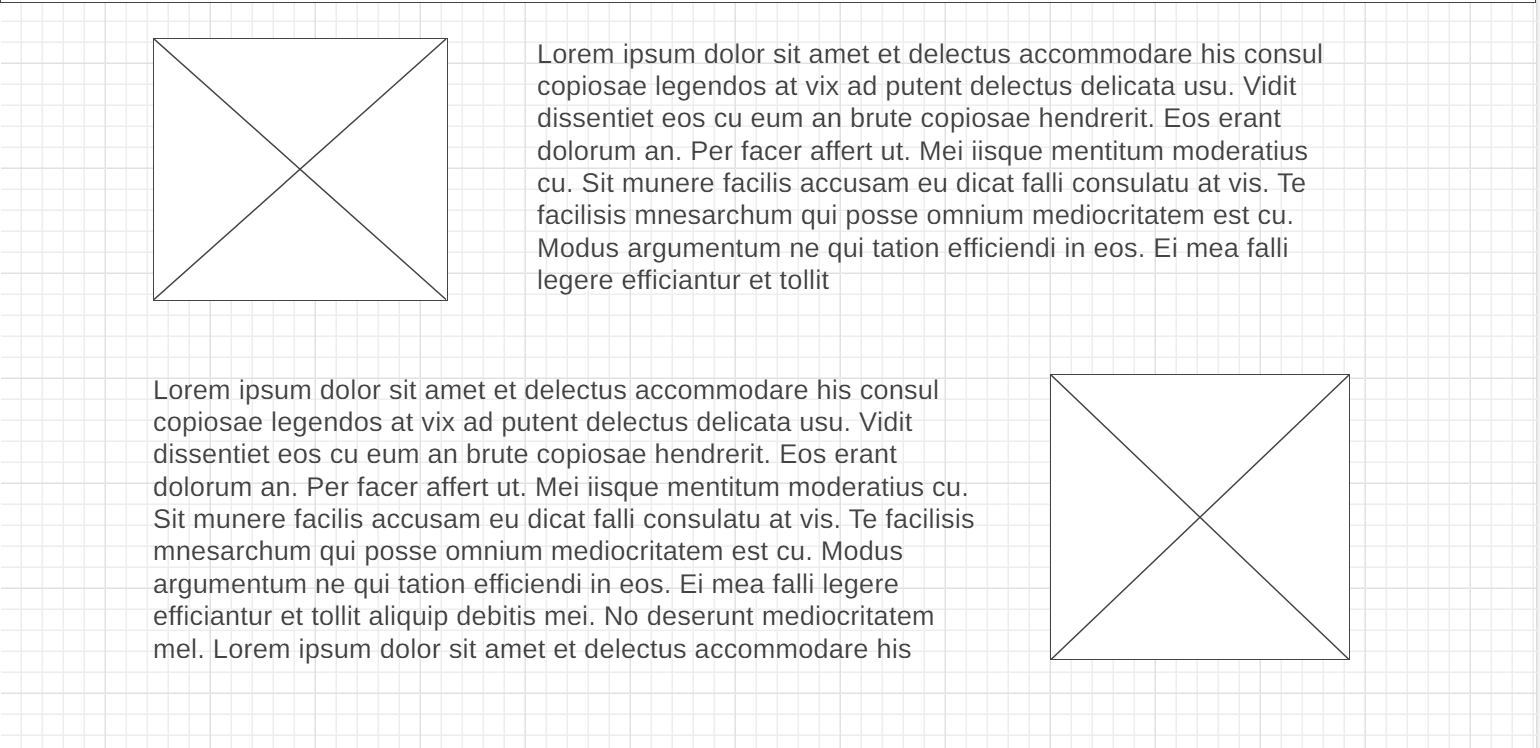 Lorem ipsum dolor sit amet et delectus accommodare his consul
copiosae legendos at vix ad putent delectus delicata usu. Vidit
dissentiet eos cu eum an brute copiosae hendrerit. Eos erant
dolorum an. Per facer affert ut. Mei iisque mentitum moderatius
cu. Sit munere facilis accusam eu dicat falli consulatu at vis. Te
facilisis mnesarchum qui posse omnium mediocritatem est cu.
Modus argumentum ne qui tation efficiendi in eos. Ei mea falli
legere efficiantur et tollit
Lorem ipsum dolor sit amet et delectus accommodare his consul
copiosae legendos at vix ad putent delectus delicata usu. Vidit
dissentiet eos cu eum an brute copiosae hendrerit. Eos erant
dolorum an. Per facer affert ut. Mei iisque mentitum moderatius cu.
Sit munere facilis accusam eu dicat falli consulatu at vis. Te facilisis
mnesarchum qui posse omnium mediocritatem est cu. Modus
argumentum ne qui tation efficiendi in eos. Ei mea falli legere
efficiantur et tollit aliquip debitis mei. No deserunt mediocritatem
mel. Lorem ipsum dolor sit amet et delectus accommodare his